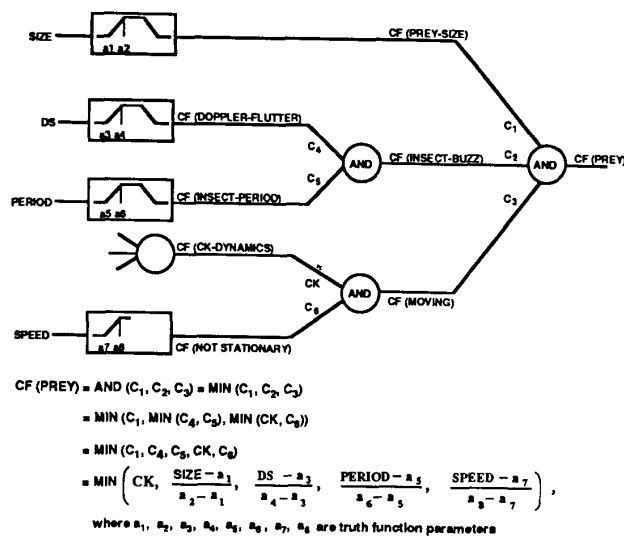 SIZE
a1 a2
CF (PREY-SIZE)
C1
DS
a3 a4
CF (DOPPLER-FLUTTER)
C4
AND
CF (INSECT-BUZZ)
C2
AND
CF (PREY)
C5
PERIOD
a5 a6
CF (INSECT-PERIOD)
C3
CF (CK-DYNAMICS)
CK
AND
CF (MOVING)
C6
SPEED
a7 a8
CF (NOT STATIONARY)
CF (PREY) = AND (C1, C2, C3) = MIN (C1, C2, C3)
= MIN (C1, MIN (C4, C5), MIN (CK, C6))
= MIN (C1, C4, C5, CK, C6)
= MIN ( CK, SIZE – a1 / a2 – a1, DS – a3 / a4 – a3, PERIOD – a5 / a6 – a5, SPEED – a7 / a8 – a7 ) ,
where a1, a2, a3, a4, a5, a6, a7, a8 are truth function parameters